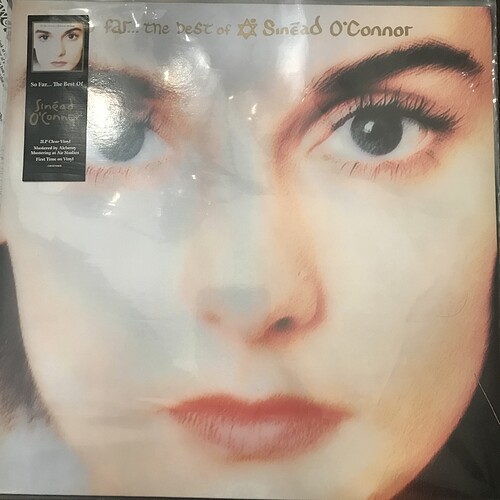 far... the best of Sinéad O'Connor
So Far... The Best Of
Sinéad
O'Connor
2LP Clear Vinyl
Mastered by Alchemy
Mastering at Air Studios
First Time on Vinyl